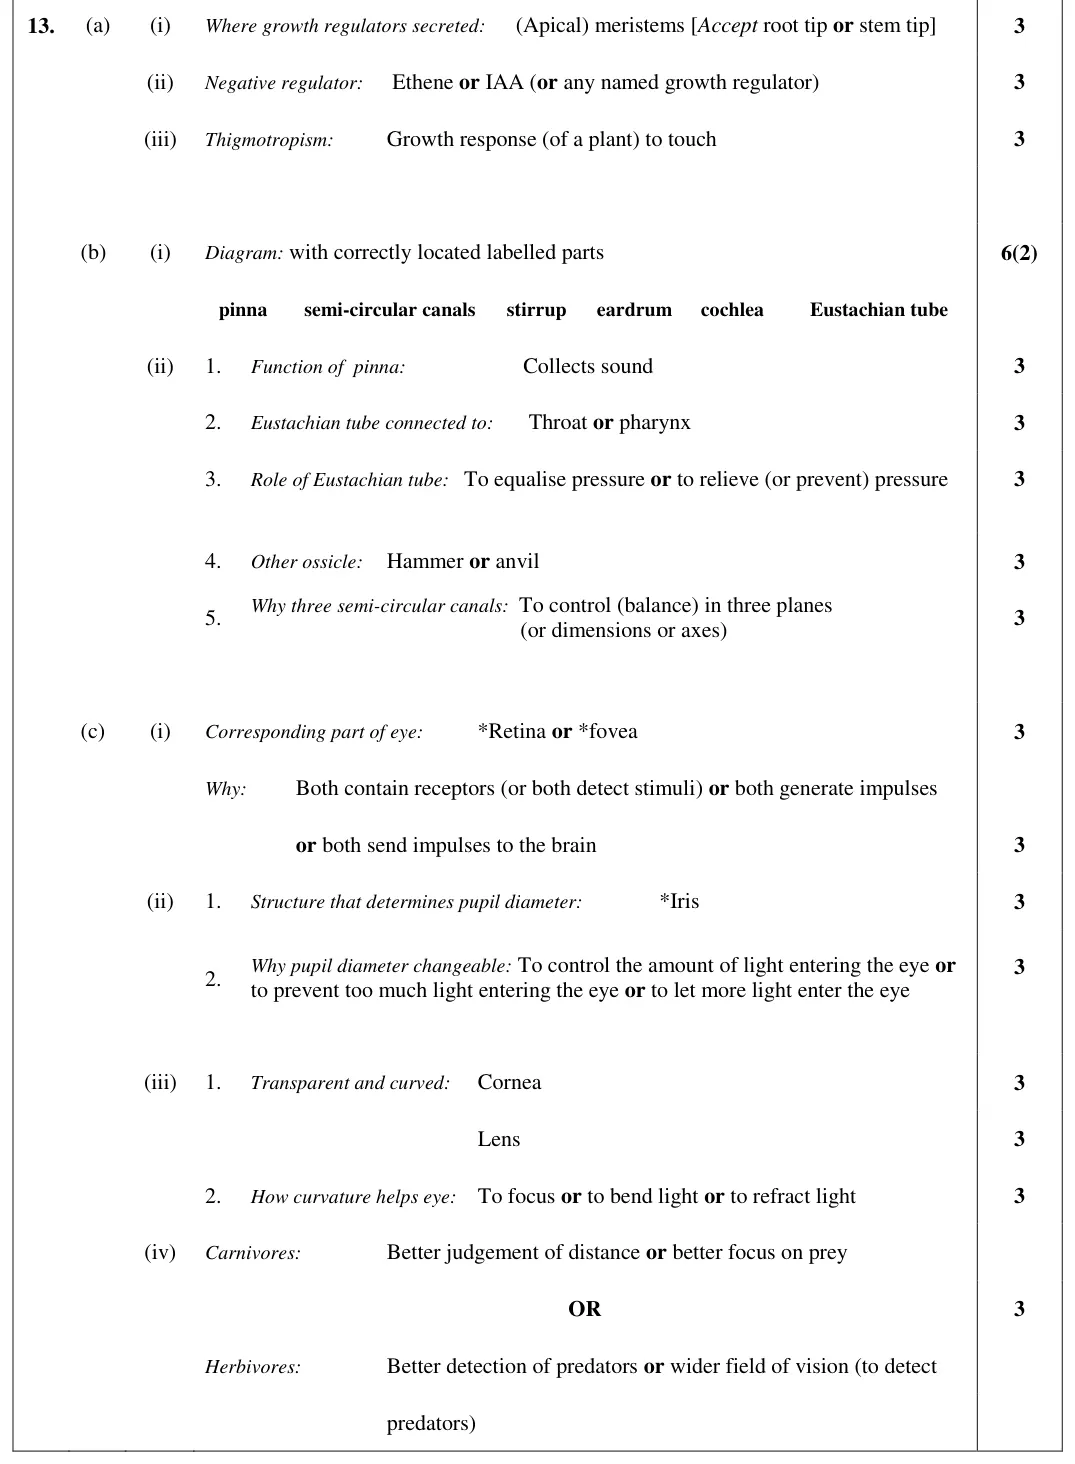 13. (a) (i) Where growth regulators secreted: (Apical) meristems [Accept root tip or stem tip] 3
(ii) Negative regulator: Ethene or IAA (or any named growth regulator) 3
(iii) Thigmotropism: Growth response (of a plant) to touch 3
(b) (i) Diagram: with correctly located labelled parts 6(2)
pinna semi-circular canals stirrup eardrum cochlea Eustachian tube
(ii) 1. Function of pinna: Collects sound 3
2. Eustachian tube connected to: Throat or pharynx 3
3. Role of Eustachian tube: To equalise pressure or to relieve (or prevent) pressure 3
4. Other ossicle: Hammer or anvil 3
5. Why three semi-circular canals: To control (balance) in three planes 3
(or dimensions or axes)
(c) (i) Corresponding part of eye: *Retina or *fovea 3
Why: Both contain receptors (or both detect stimuli) or both generate impulses
or both send impulses to the brain 3
(ii) 1. Structure that determines pupil diameter: *Iris 3
2. Why pupil diameter changeable: To control the amount of light entering the eye or 3
to prevent too much light entering the eye or to let more light enter the eye
(iii) 1. Transparent and curved: Cornea 3
Lens 3
2. How curvature helps eye: To focus or to bend light or to refract light 3
(iv) Carnivores: Better judgement of distance or better focus on prey
OR 3
Herbivores: Better detection of predators or wider field of vision (to detect
predators)